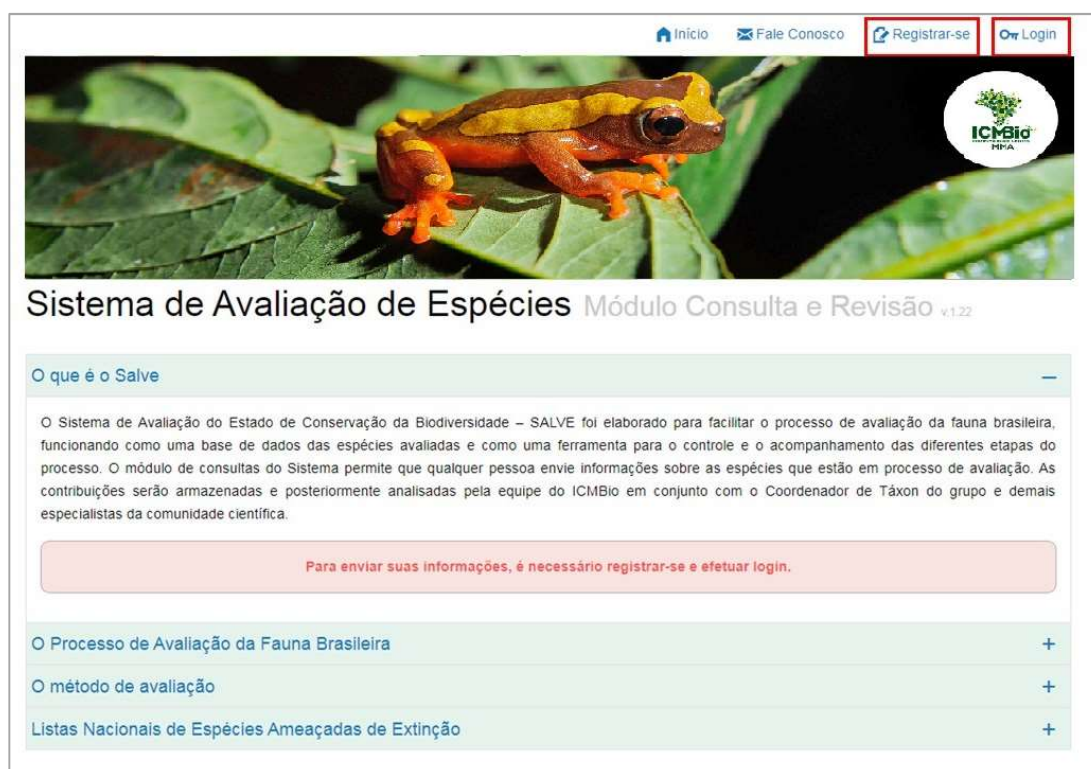 Início Fale Conosco Registrar-se Login
ICMBio
MMA
Sistema de Avaliação de Espécies Módulo Consulta e Revisão v.1.22
O que é o Salve
O Sistema de Avaliação do Estado de Conservação da Biodiversidade – SALVE foi elaborado para facilitar o processo de avaliação da fauna brasileira,
funcionando como uma base de dados das espécies avaliadas e como uma ferramenta para o controle e o acompanhamento das diferentes etapas do
processo. O módulo de consultas do Sistema permite que qualquer pessoa envie informações sobre as espécies que estão em processo de avaliação. As
contribuições serão armazenadas e posteriormente analisadas pela equipe do ICMBio em conjunto com o Coordenador de Táxon do grupo e demais
especialistas da comunidade científica.
Para enviar suas informações, é necessário registrar-se e efetuar login.
O Processo de Avaliação da Fauna Brasileira
O método de avaliação
Listas Nacionais de Espécies Ameaçadas de Extinção